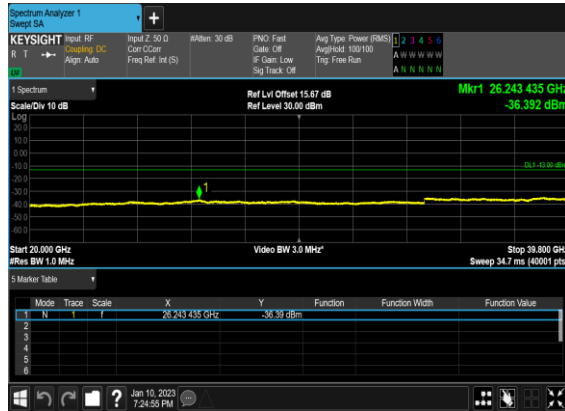 Spectrum Analyzer 1
Swept SA
+
KEYSIGHT Input: RF Input Z: 50 Ω #Atten: 30 dB PNO: Fast Avg Type: Power (RMS) 1 2 3 4 5 6
R T Coupling: DC Corr CCorr Gate: Off Avg|Hold: 100/100 A W W W W W
Align: Auto Freq Ref: Int (S) IF Gain: Low Trig: Free Run A N N N N N
LW Sig Track: Off
1 Spectrum Ref Lvl Offset 15.67 dB Mkr1 26.243 435 GHz
Scale/Div 10 dB Ref Level 30.00 dBm -36.392 dBm
Log
20.0
10.0
0.00
-10.0 DL1 -13.00 dBm
-20.0
-30.0 1
-40.0
-50.0
-60.0
Start 20.000 GHz Video BW 3.0 MHz* Stop 39.800 GHz
#Res BW 1.0 MHz Sweep 34.7 ms (40001 pts)
5 Marker Table
Mode Trace Scale X Y Function Function Width Function Value
1 N 1 f 26.243 435 GHz -36.39 dBm
2
3
4
5
6
? Jan 10, 2023
7:24:55 PM